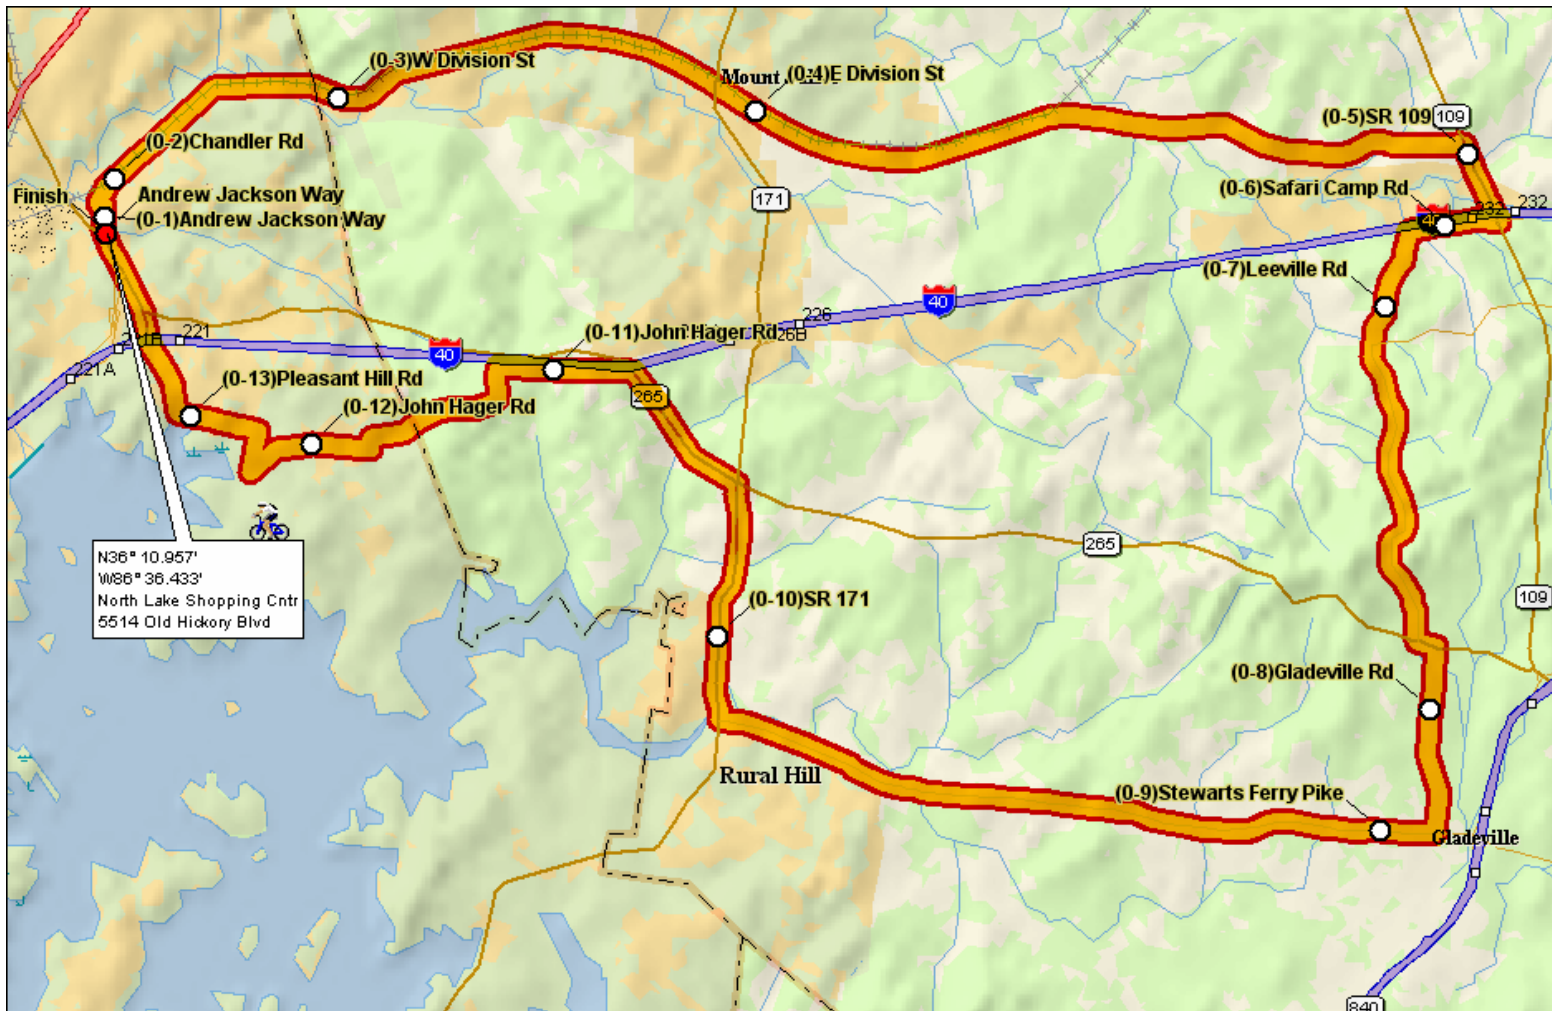 (0-3)W Division St
Mount
(0-4)E Division St
(0-5)SR 109
109
(0-2)Chandler Rd
Finish
Andrew Jackson Way
(0-1)Andrew Jackson Way
171
(0-6)Safari Camp Rd
40
232
232
(0-7)Leeville Rd
40
226
221
(0-11)John Hager Rd
26B
40
221A
(0-13)Pleasant Hill Rd
(0-12)John Hager Rd
265
265
N36° 10.957'
W86° 36.433'
North Lake Shopping Cntr
5514 Old Hickory Blvd
(0-10)SR 171
109
(0-8)Gladeville Rd
Rural Hill
(0-9)Stewarts Ferry Pike
Gladeville
840